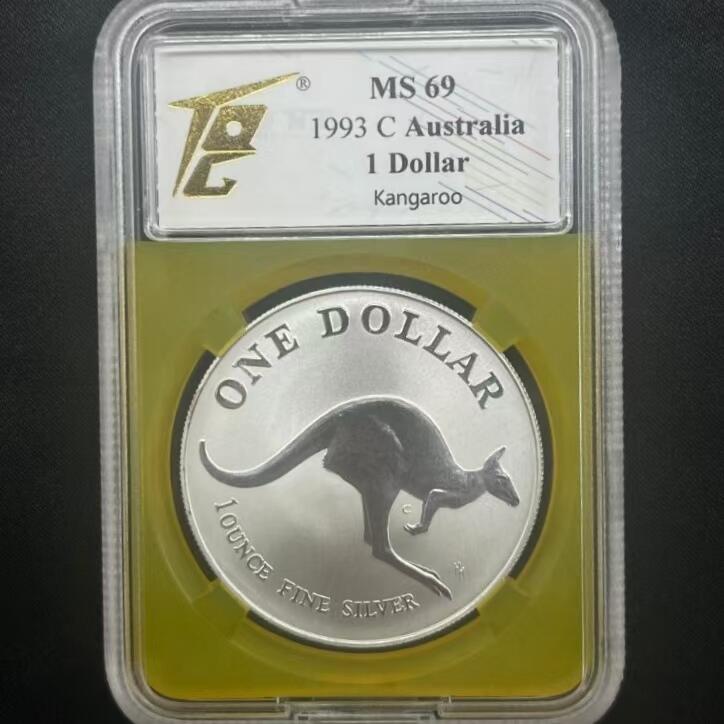 ®
MS 69
1993 C Australia
1 Dollar
Kangaroo
ONE DOLLAR
C
1 OUNCE FINE SILVER